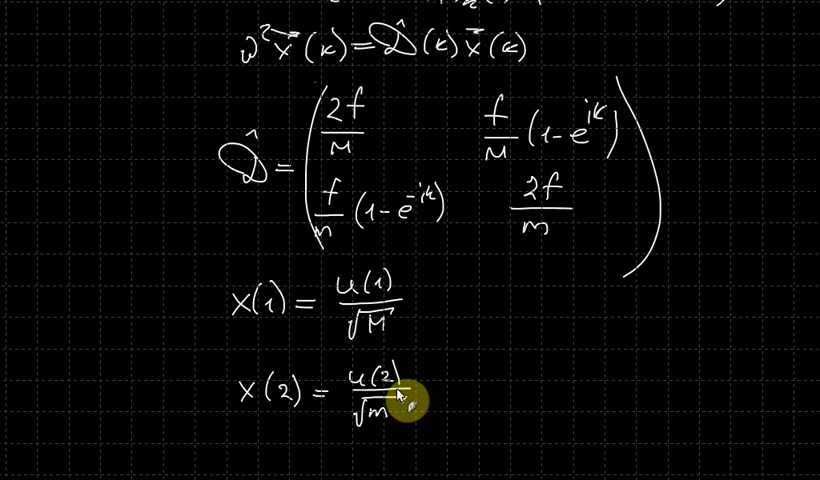 ω² x̄(k) = D̂(k) x̄(k)
D̂ = ( 2f/M    f/M (1 - e^{ik})
f/m (1 - e^{-ik})    2f/m )
x(1) = u(1)/√M
x(2) = u(2)/√m